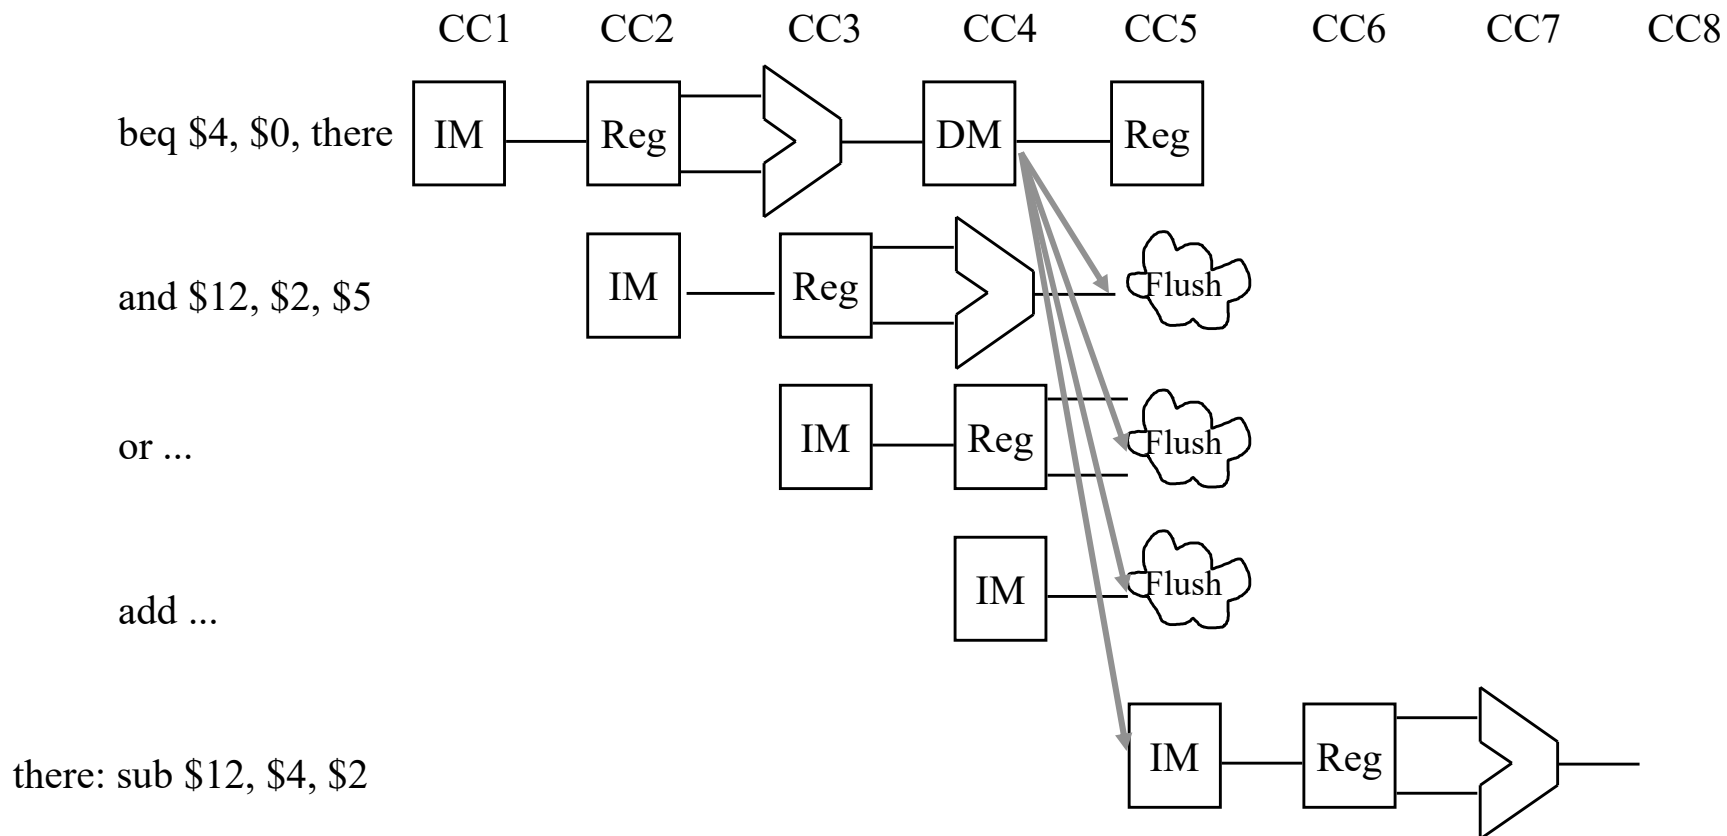 CC1 CC2 CC3 CC4 CC5 CC6 CC7 CC8
beq $4, $0, there IM Reg DM Reg
and $12, $2, $5 IM Reg Flush
or ... IM Reg Flush
add ... IM Flush
there: sub $12, $4, $2 IM Reg